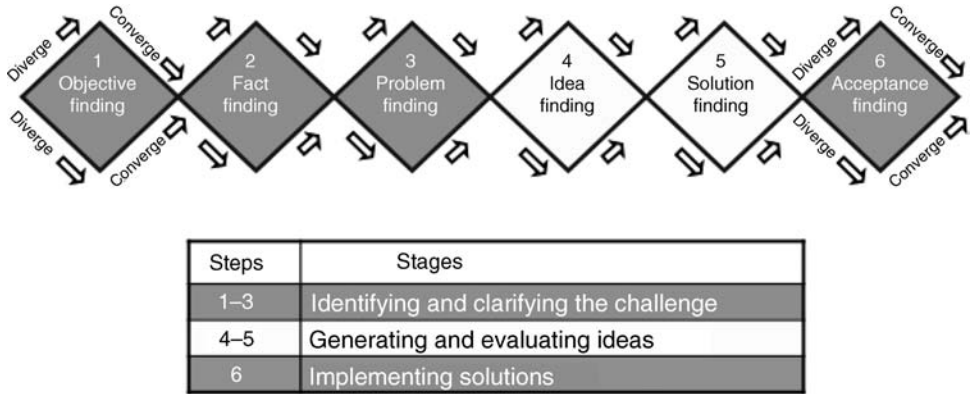 Diverge
Converge
1
Objective
finding
Diverge
Converge
2
Fact
finding
3
Problem
finding
4
Idea
finding
5
Solution
finding
Diverge
Converge
6
Acceptance
finding
Diverge
Converge
Steps Stages
1–3 Identifying and clarifying the challenge
4–5 Generating and evaluating ideas
6 Implementing solutions